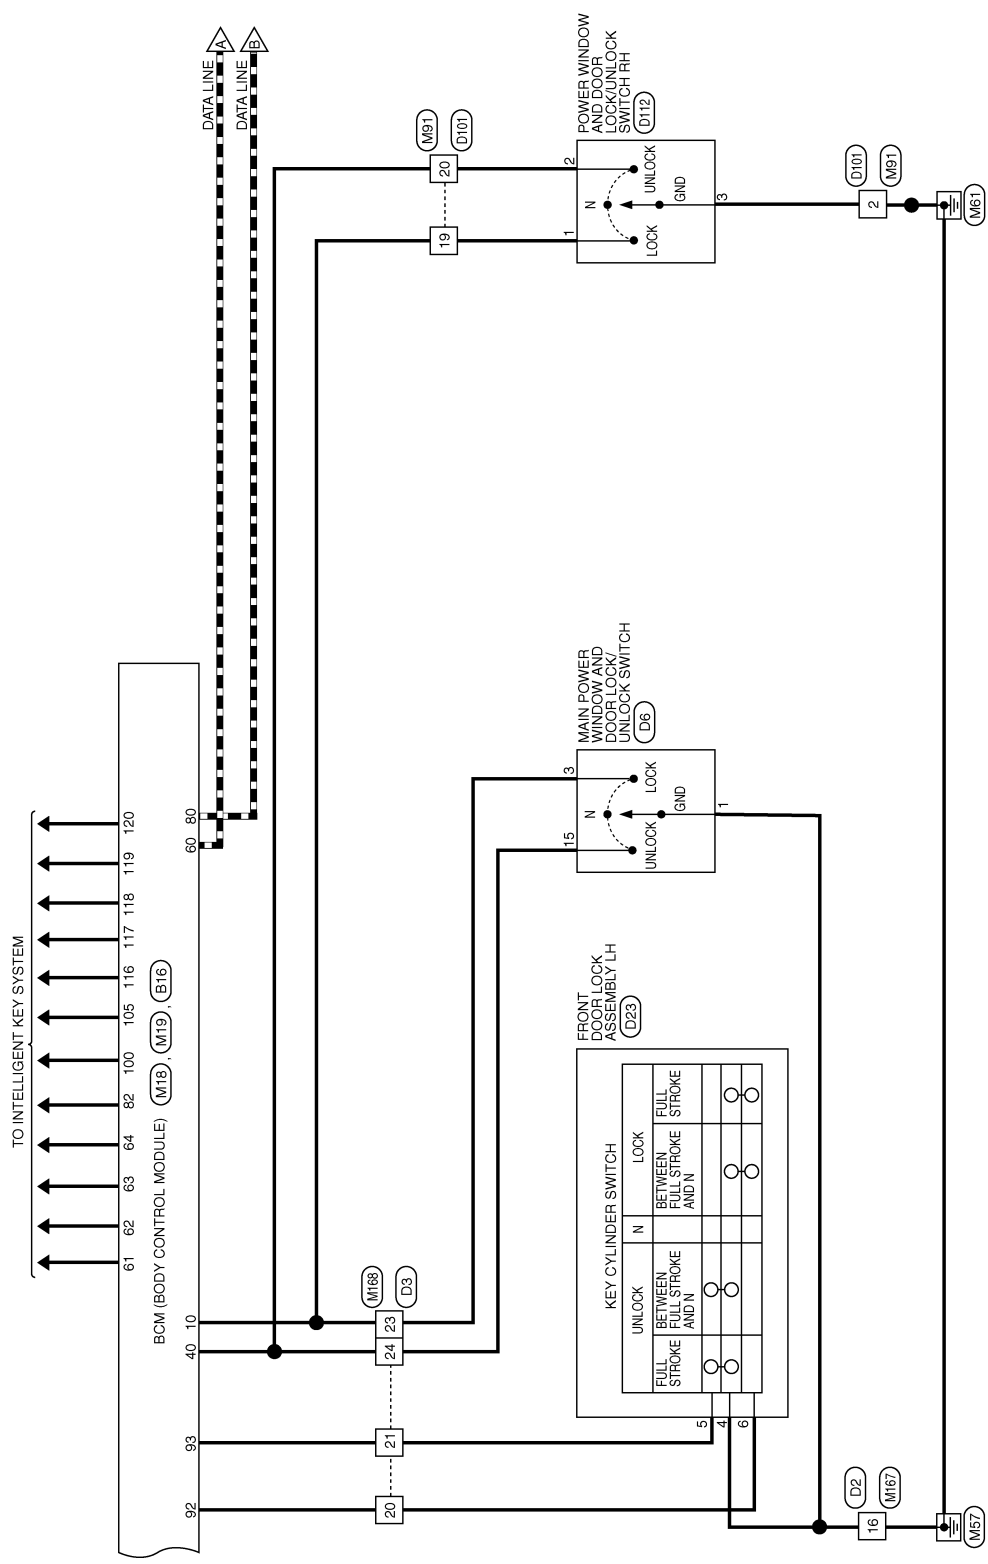 TO INTELLIGENT KEY SYSTEM
61 62 63 64 82 100 105 116 117 118 119 120
BCM (BODY CONTROL MODULE) M18 , M19 , B16
92 93 40 10 60 80
DATA LINE A
DATA LINE B
20 21 24 23
M168
D3
19 20
M91
D101
FRONT
DOOR LOCK
ASSEMBLY LH
D23
KEY CYLINDER SWITCH
UNLOCK N LOCK
FULL
STROKE
BETWEEN
FULL STROKE
AND N
BETWEEN
FULL STROKE
AND N
FULL
STROKE
5
4
6
MAIN POWER
WINDOW AND
DOOR LOCK/
UNLOCK SWITCH
D6
15 3
N
UNLOCK LOCK
GND
1
POWER WINDOW
AND DOOR
LOCK/UNLOCK
SWITCH RH
D112
1 2
N
LOCK UNLOCK
GND
3
16
D2
M167
M57
2
D101
M91
M61